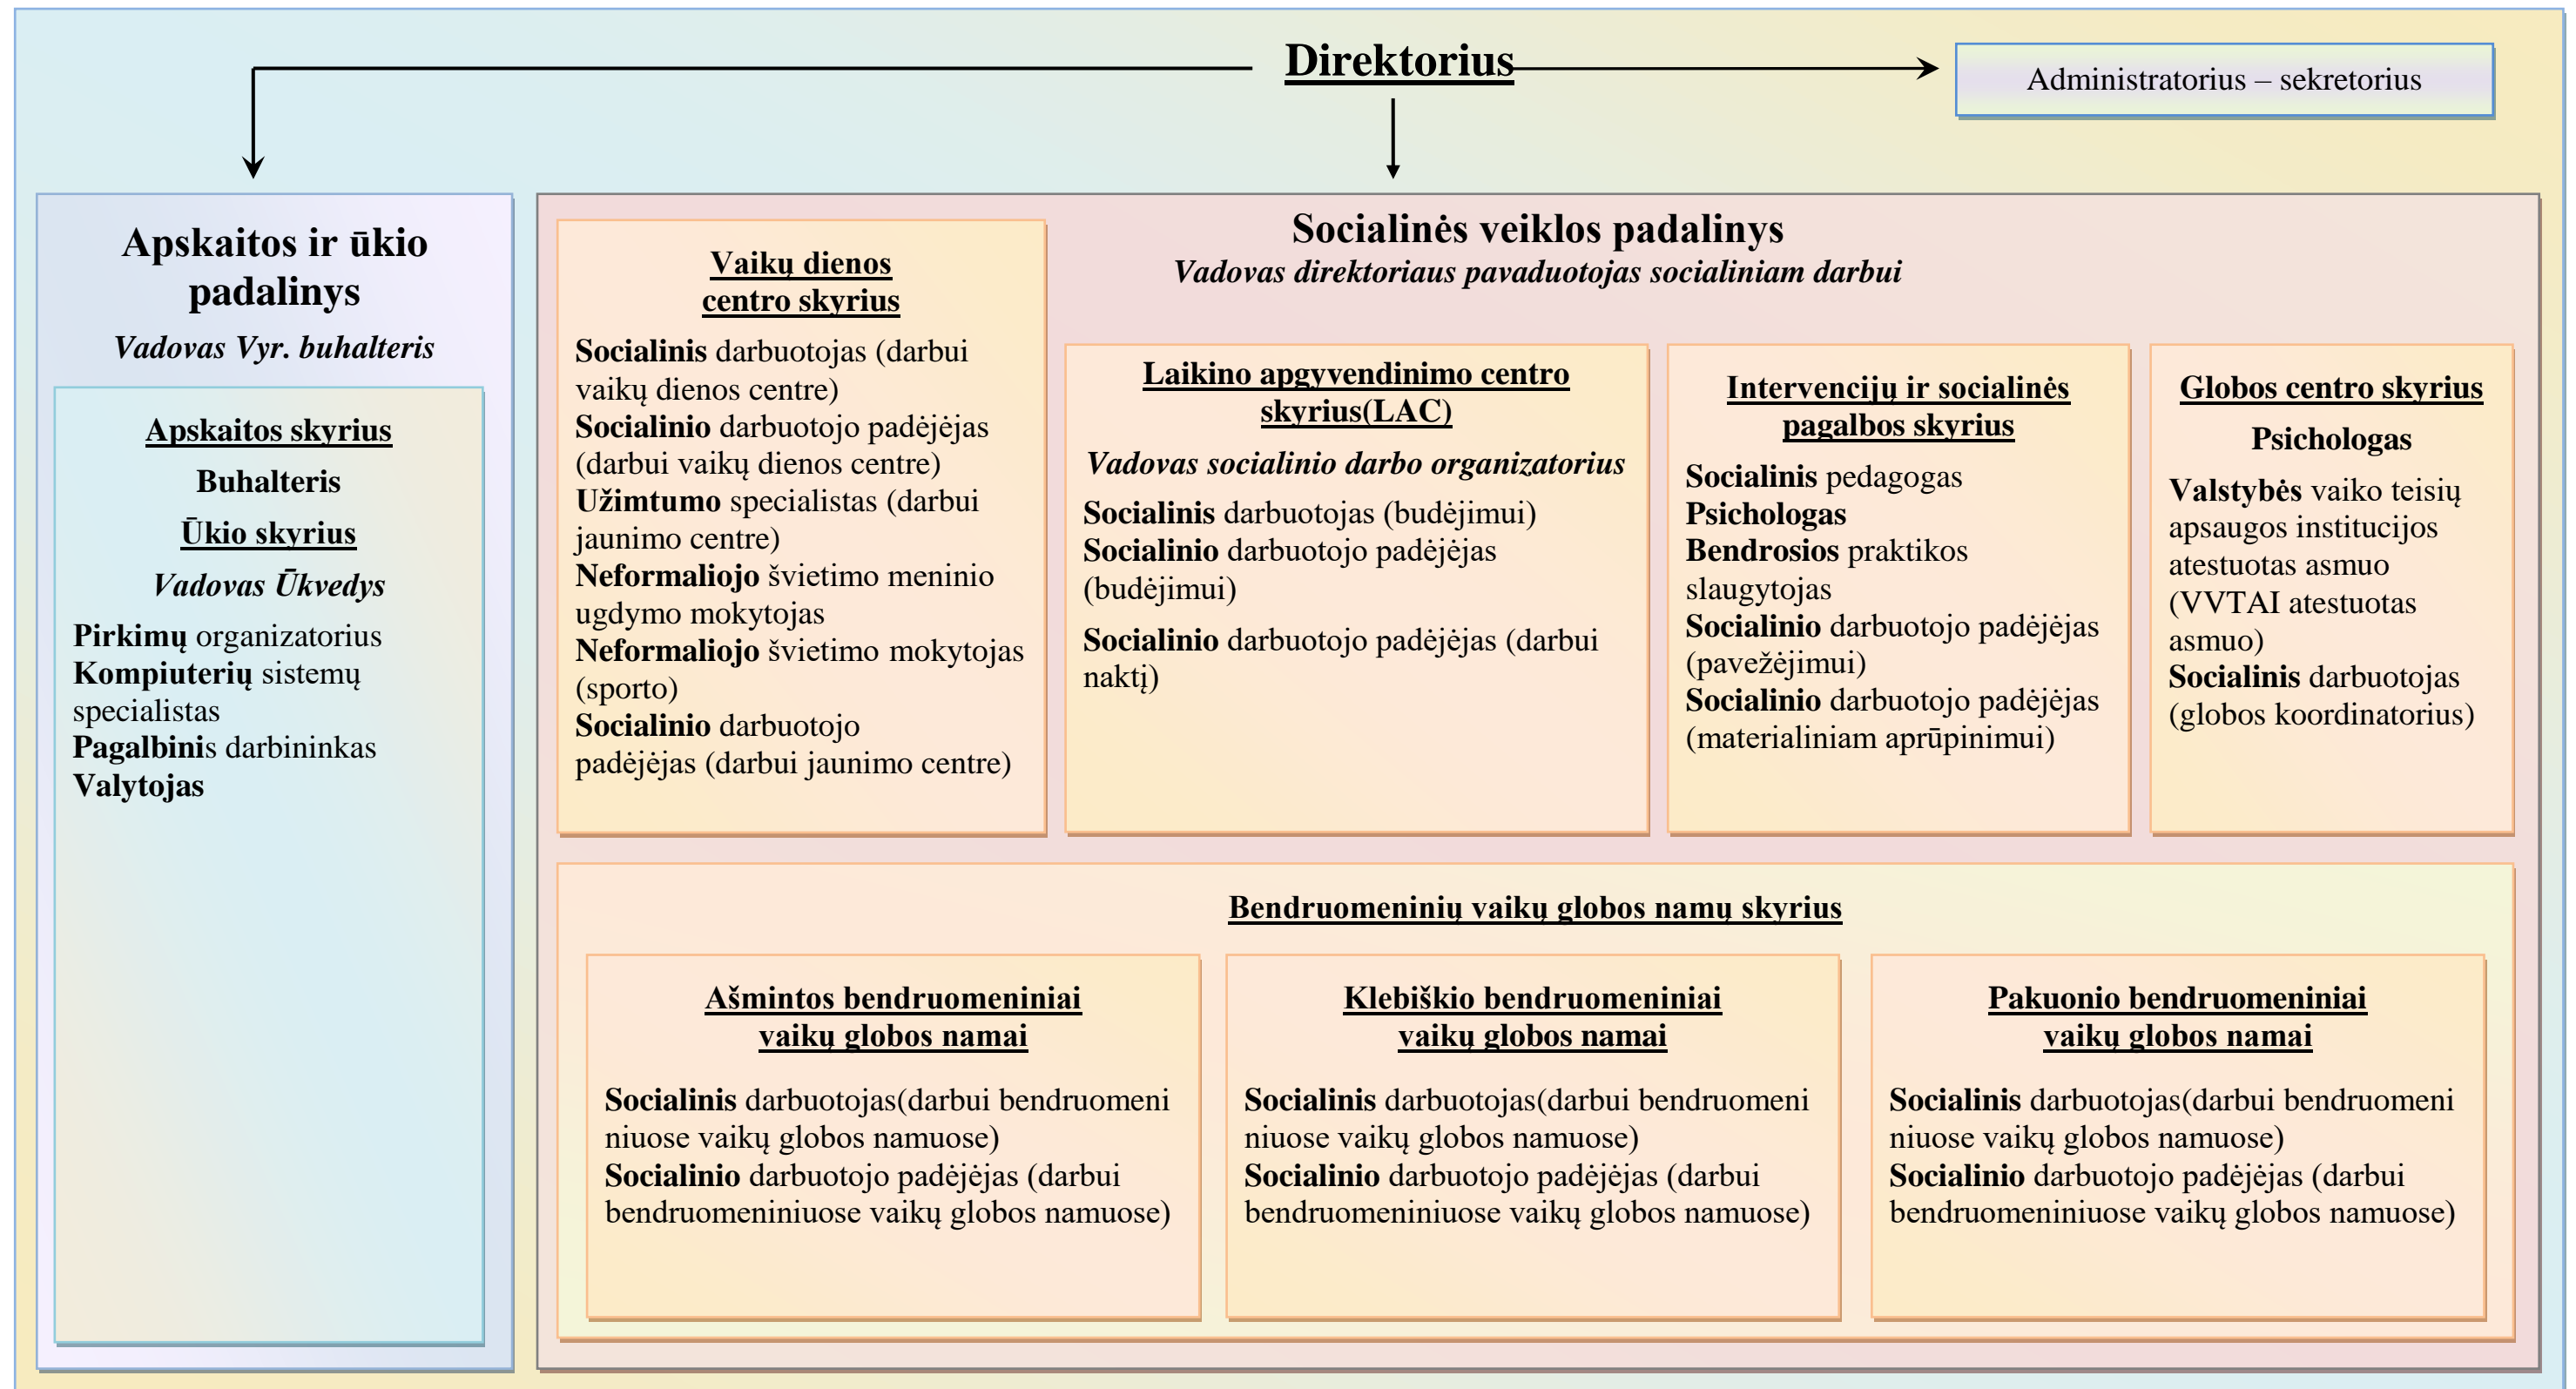 Direktorius
Administratorius – sekretorius
Apskaitos ir ūkio
padalinys
Vadovas Vyr. buhalteris
Apskaitos skyrius
Buhalteris
Ūkio skyrius
Vadovas Ūkvedys
Pirkimų organizatorius
Kompiuterių sistemų
specialistas
Pagalbinis darbininkas
Valytojas
Socialinės veiklos padalinys
Vadovas direktoriaus pavaduotojas socialiniam darbui
Vaikų dienos
centro skyrius
Socialinis darbuotojas (darbui
vaikų dienos centre)
Socialinio darbuotojo padėjėjas
(darbui vaikų dienos centre)
Užimtumo specialistas (darbui
jaunimo centre)
Neformaliojo švietimo meninio
ugdymo mokytojas
Neformaliojo švietimo mokytojas
(sporto)
Socialinio darbuotojo
padėjėjas (darbui jaunimo centre)
Laikino apgyvendinimo centro
skyrius(LAC)
Vadovas socialinio darbo organizatorius
Socialinis darbuotojas (budėjimui)
Socialinio darbuotojo padėjėjas
(budėjimui)
Socialinio darbuotojo padėjėjas (darbui
naktį)
Intervencijų ir socialinės
pagalbos skyrius
Socialinis pedagogas
Psichologas
Bendrosios praktikos
slaugytojas
Socialinio darbuotojo padėjėjas
(pavežėjimui)
Socialinio darbuotojo padėjėjas
(materialiniam aprūpinimui)
Globos centro skyrius
Psichologas
Valstybės vaiko teisių
apsaugos institucijos
atestuotas asmuo
(VVTAI atestuotas
asmuo)
Socialinis darbuotojas
(globos koordinatorius)
Bendruomeninių vaikų globos namų skyrius
Ašmintos bendruomeniniai
vaikų globos namai
Socialinis darbuotojas(darbui bendruomeni
niuose vaikų globos namuose)
Socialinio darbuotojo padėjėjas (darbui
bendruomeniniuose vaikų globos namuose)
Klebiškio bendruomeniniai
vaikų globos namai
Socialinis darbuotojas(darbui bendruomeni
niuose vaikų globos namuose)
Socialinio darbuotojo padėjėjas (darbui
bendruomeniniuose vaikų globos namuose)
Pakuonio bendruomeniniai
vaikų globos namai
Socialinis darbuotojas(darbui bendruomeni
niuose vaikų globos namuose)
Socialinio darbuotojo padėjėjas (darbui
bendruomeniniuose vaikų globos namuose)